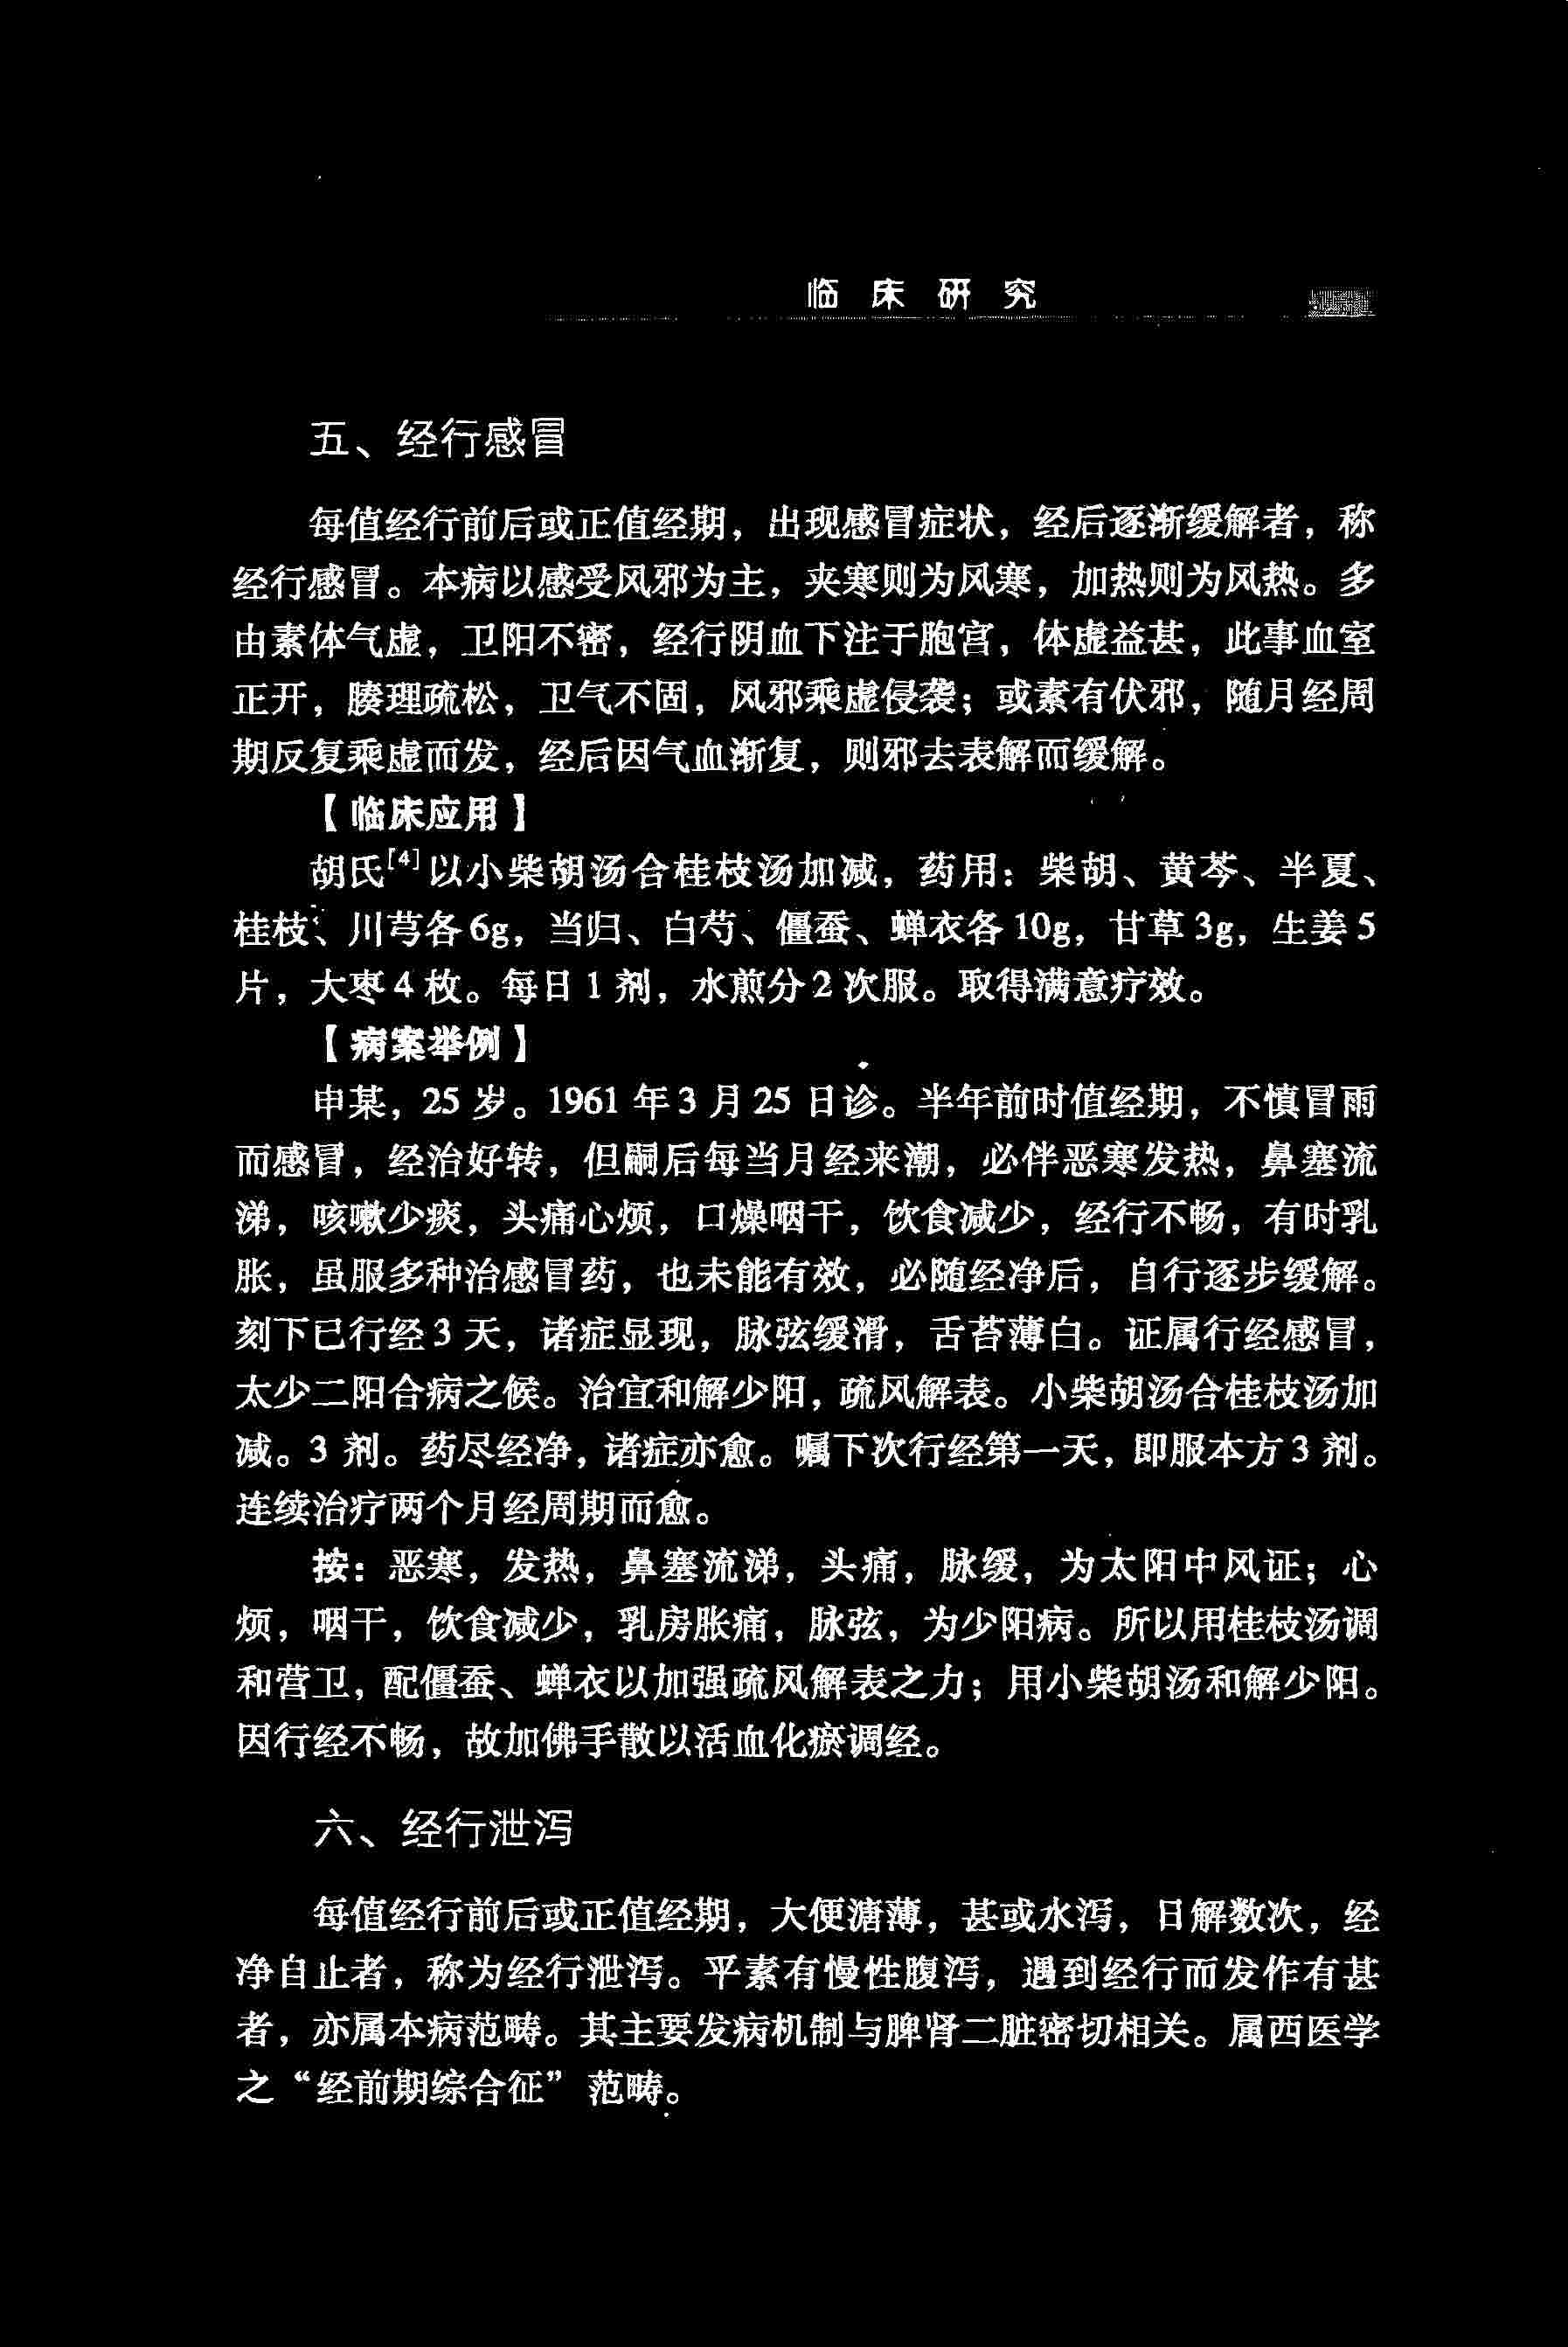 临床研究
五、经行感冒
每值经行前后或正值经期，出现感冒症状，经后逐渐缓解者，称
经行感冒。本病以感受风邪为主，夹寒则为风寒，加热则为风热。多
由素体气虚，卫阳不密，经行阴血下注于胞宫，体虚益甚，此事血室
正开，腠理疏松，卫气不固，风邪乘虚侵袭；或素有伏邪，随月经周
期反复乘虚而发，经后因气血渐复，则邪去表解而缓解。
【临床应用】
胡氏[4]以小柴胡汤合桂枝汤加减，药用：柴胡、黄芩、半夏、
桂枝、川芎各6g，当归、白芍、僵蚕、蝉衣各10g，甘草3g，生姜5
片，大枣4枚。每日1剂，水煎分2次服。取得满意疗效。
【病案举例】
申某，25岁。1961年3月25日诊。半年前时值经期，不慎冒雨
而感冒，经治好转，但嗣后每当月经来潮，必伴恶寒发热，鼻塞流
涕，咳嗽少痰，头痛心烦，口燥咽干，饮食减少，经行不畅，有时乳
胀，虽服多种治感冒药，也未能有效，必随经净后，自行逐步缓解。
刻下已行经3天，诸症显现，脉弦缓滑，舌苔薄白。证属行经感冒，
太少二阳合病之候。治宜和解少阳，疏风解表。小柴胡汤合桂枝汤加
减。3剂。药尽经净，诸症亦愈。嘱下次行经第一天，即服本方3剂。
连续治疗两个月经周期而愈。
按：恶寒，发热，鼻塞流涕，头痛，脉缓，为太阳中风证；心
烦，咽干，饮食减少，乳房胀痛，脉弦，为少阳病。所以用桂枝汤调
和营卫，配僵蚕、蝉衣以加强疏风解表之力；用小柴胡汤和解少阳。
因行经不畅，故加佛手散以活血化瘀调经。
六、经行泄泻
每值经行前后或正值经期，大便溏薄，甚或水泻，日解数次，经
净自止者，称为经行泄泻。平素有慢性腹泻，遇到经行而发作有甚
者，亦属本病范畴。其主要发病机制与脾肾二脏密切相关。属西医学
之“经前期综合征”范畴。